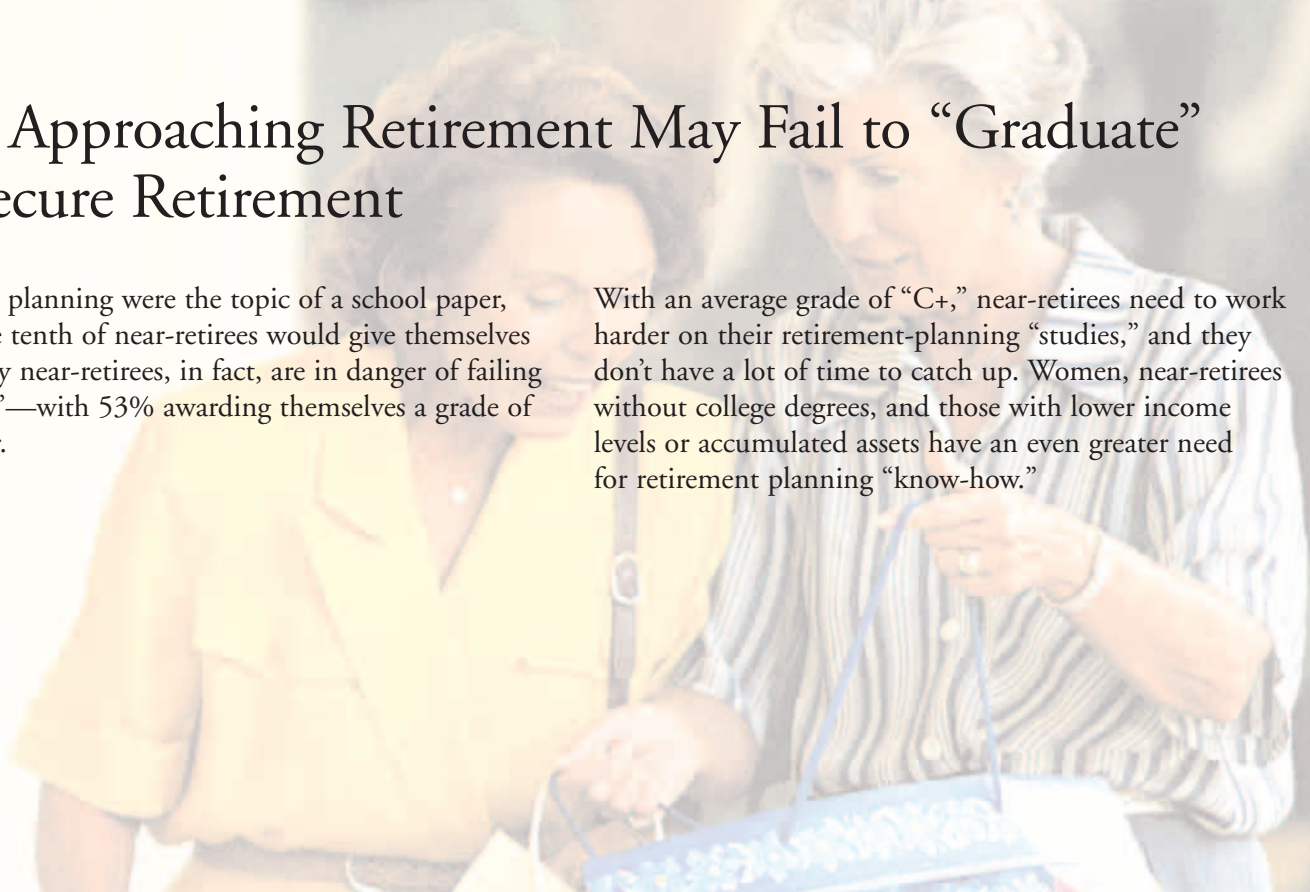 Approaching Retirement May Fail to “Graduate”
ecure Retirement
planning were the topic of a school paper,
tenth of near-retirees would give themselves
y near-retirees, in fact, are in danger of failing
”—with 53% awarding themselves a grade of
With an average grade of “C+,” near-retirees need to work
harder on their retirement-planning “studies,” and they
don’t have a lot of time to catch up. Women, near-retirees
without college degrees, and those with lower income
levels or accumulated assets have an even greater need
for retirement planning “know-how.”